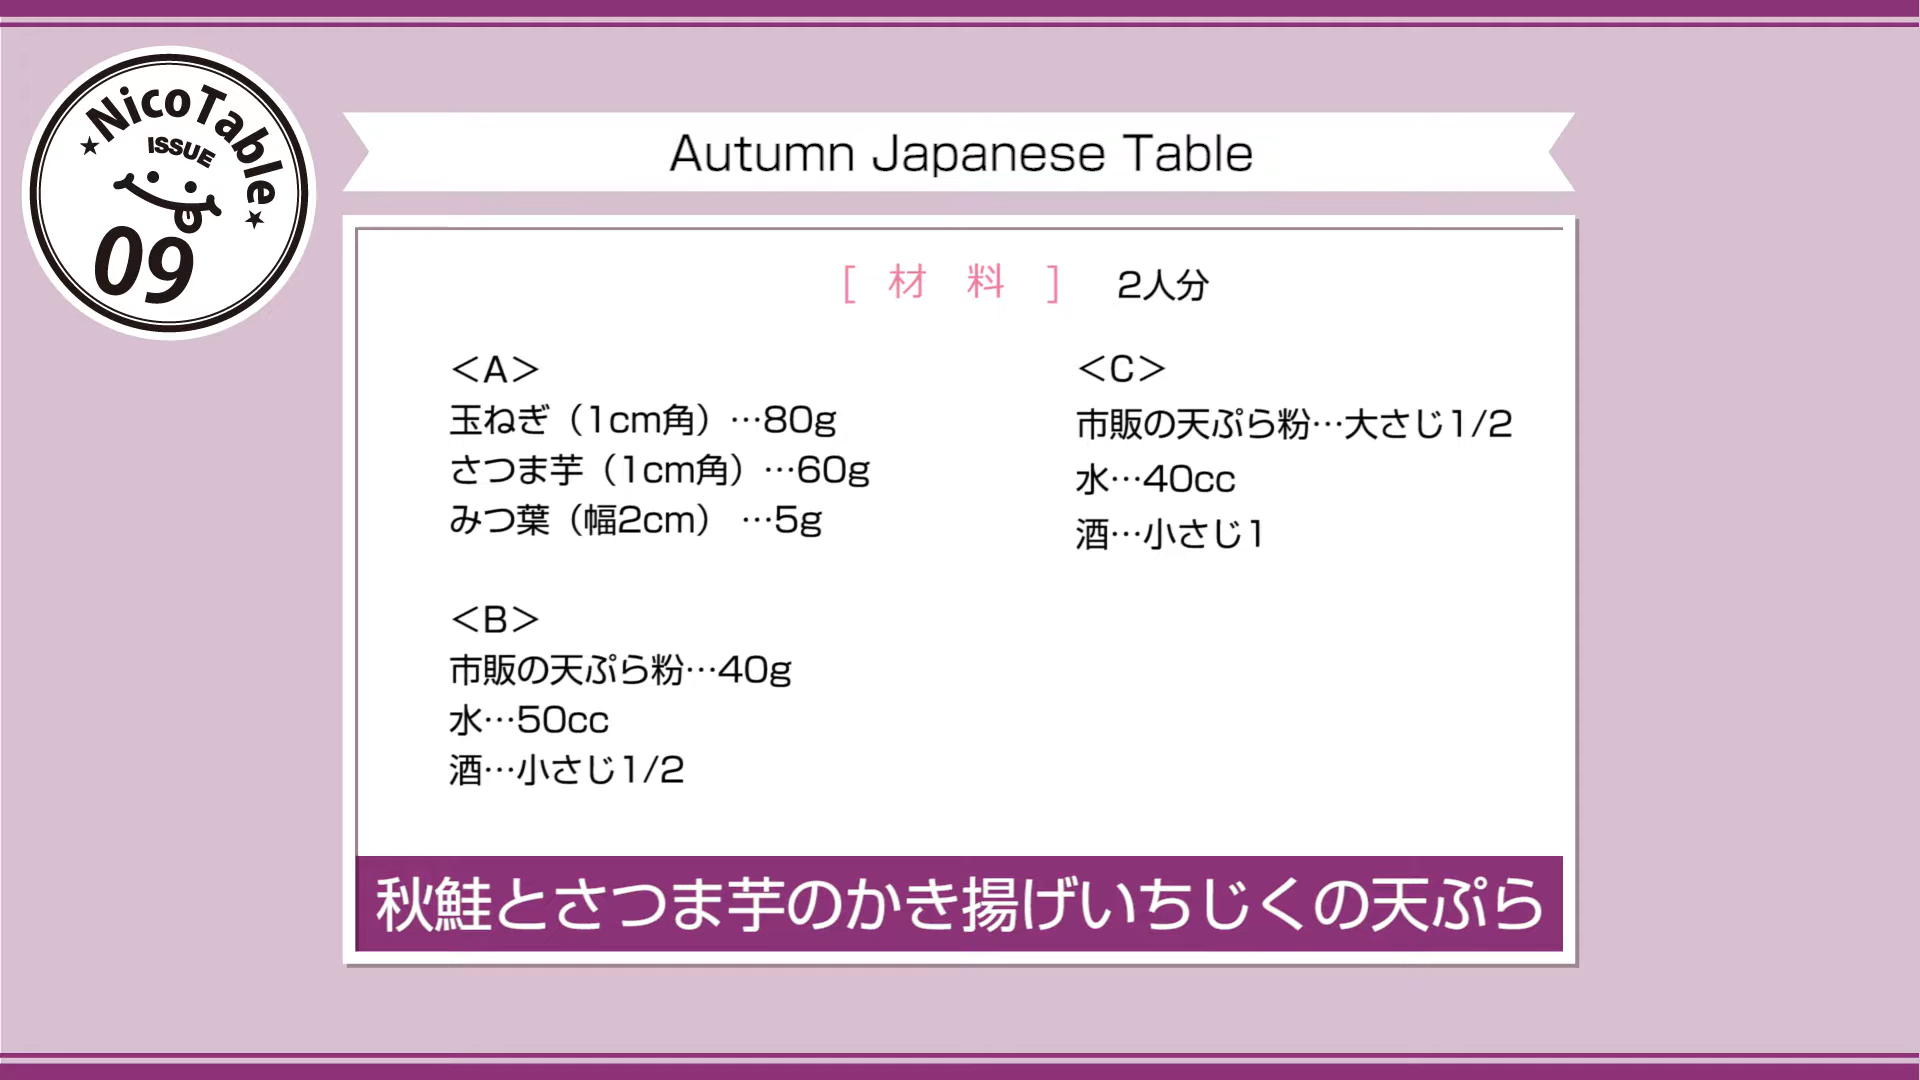 ★NicoTable★
ISSUE
09
Autumn Japanese Table
[ 材 料 ] 2人分
＜A＞
玉ねぎ（1cm角）…80g
さつま芋（1cm角）…60g
みつ葉（幅2cm） …5g
＜B＞
市販の天ぷら粉…40g
水…50cc
酒…小さじ1/2
＜C＞
市販の天ぷら粉…大さじ1/2
水…40cc
酒…小さじ1
秋鮭とさつま芋のかき揚げいちじくの天ぷら